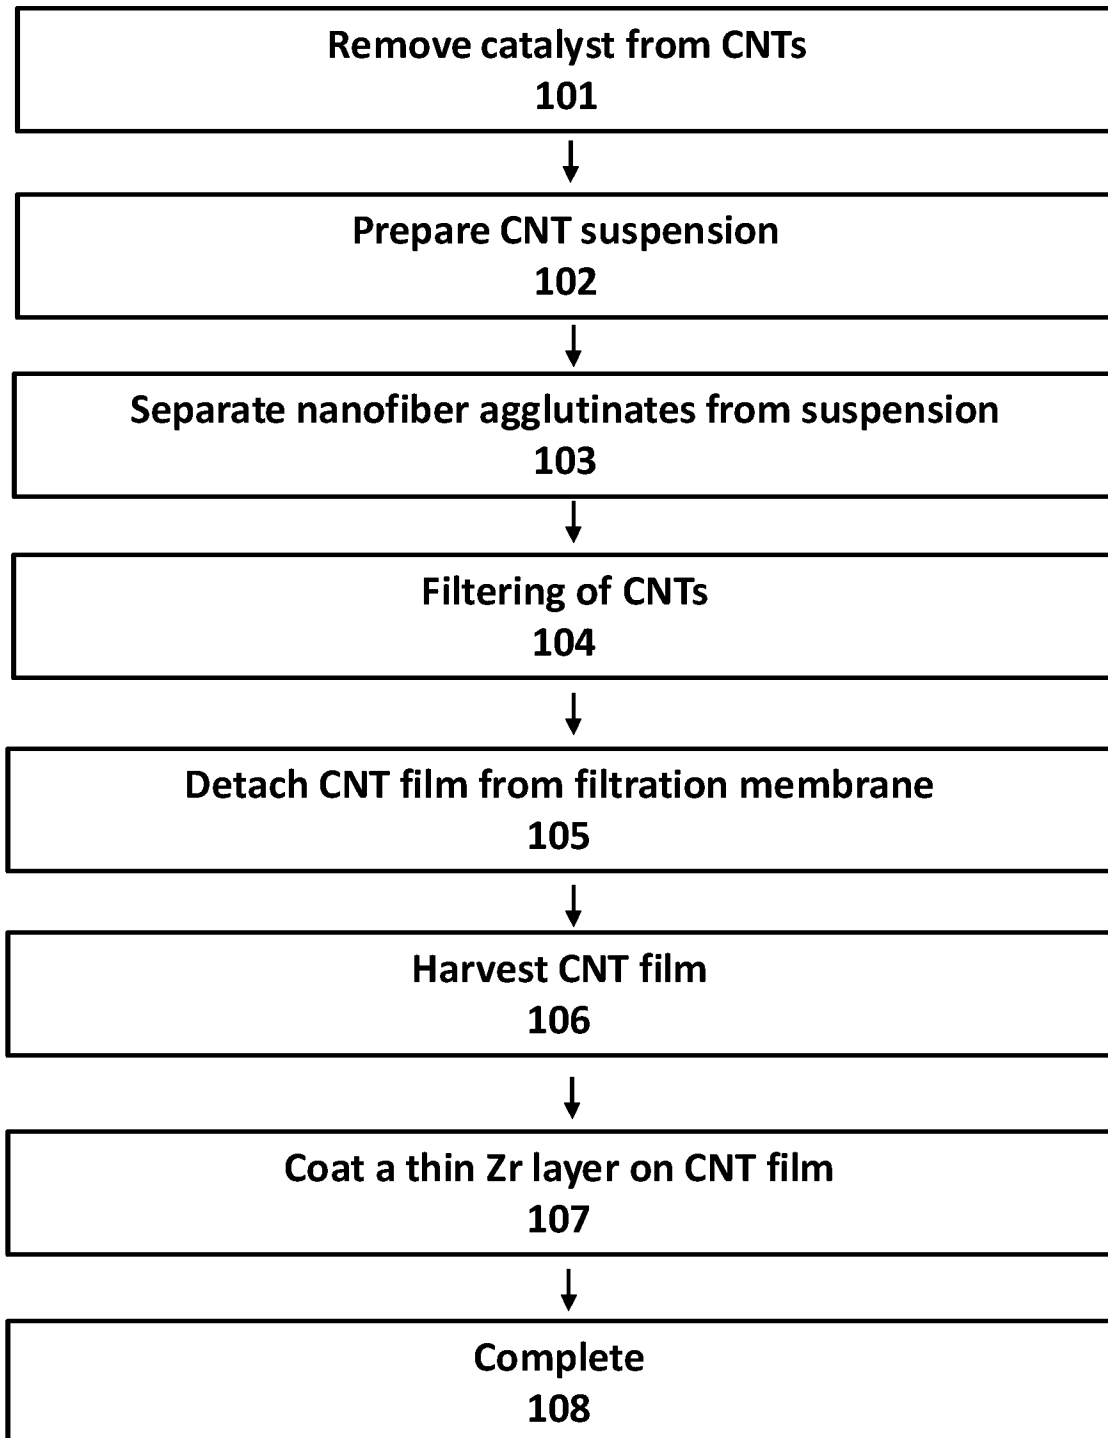 Remove catalyst from CNTs
101
Prepare CNT suspension
102
Separate nanofiber agglutinates from suspension
103
Filtering of CNTs
104
Detach CNT film from filtration membrane
105
Harvest CNT film
106
Coat a thin Zr layer on CNT film
107
Complete
108